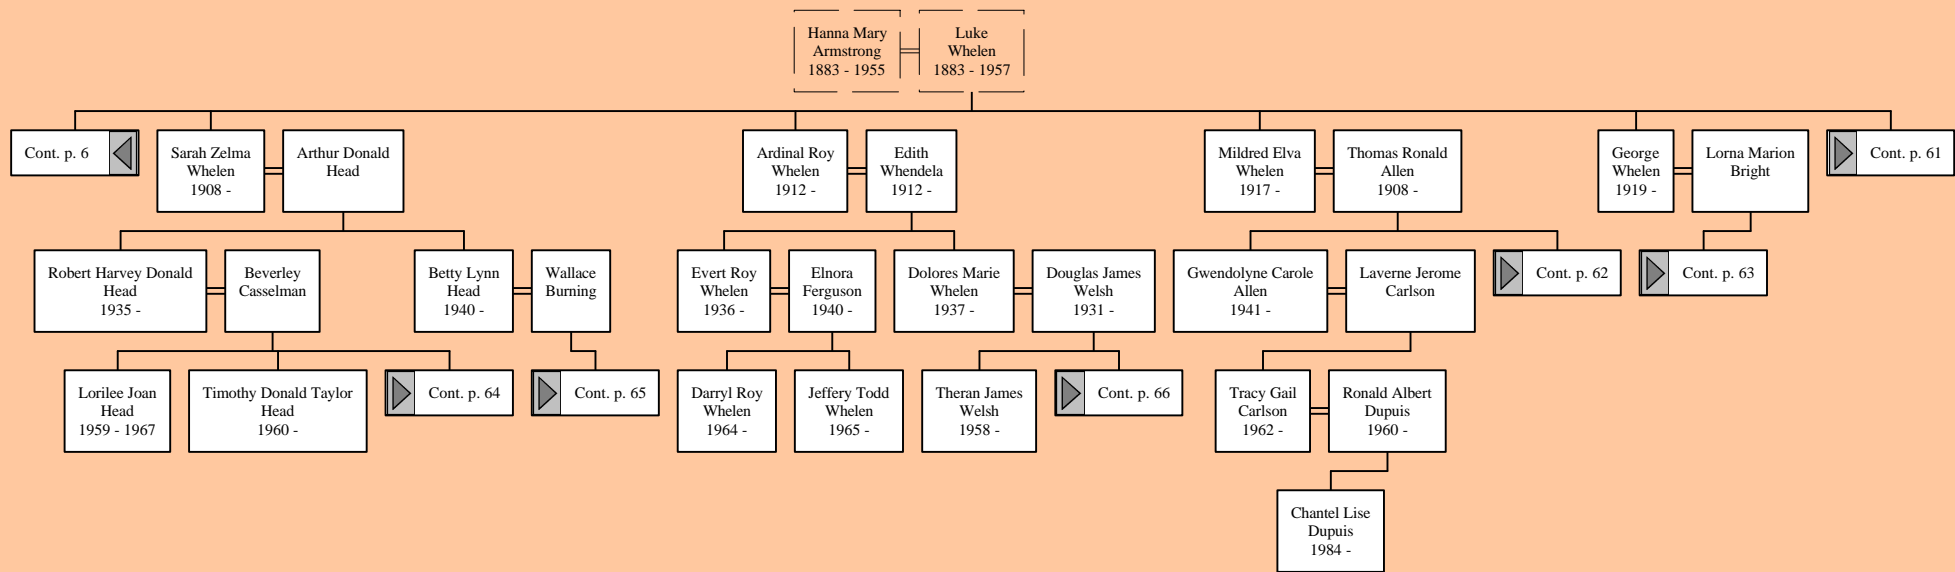 Hanna Mary
Armstrong
1883 - 1955
Luke
Whelen
1883 - 1957
Cont. p. 6
Sarah Zelma
Whelen
1908 -
Arthur Donald
Head
Ardinal Roy
Whelen
1912 -
Edith
Whendela
1912 -
Mildred Elva
Whelen
1917 -
Thomas Ronald
Allen
1908 -
George
Whelen
1919 -
Lorna Marion
Bright
Cont. p. 61
Robert Harvey Donald
Head
1935 -
Beverley
Casselman
Betty Lynn
Head
1940 -
Wallace
Burning
Evert Roy
Whelen
1936 -
Elnora
Ferguson
1940 -
Dolores Marie
Whelen
1937 -
Douglas James
Welsh
1931 -
Gwendolyne Carole
Allen
1941 -
Laverne Jerome
Carlson
Cont. p. 62
Cont. p. 63
Lorilee Joan
Head
1959 - 1967
Timothy Donald Taylor
Head
1960 -
Cont. p. 64
Cont. p. 65
Darryl Roy
Whelen
1964 -
Jeffery Todd
Whelen
1965 -
Theran James
Welsh
1958 -
Cont. p. 66
Tracy Gail
Carlson
1962 -
Ronald Albert
Dupuis
1960 -
Chantel Lise
Dupuis
1984 -